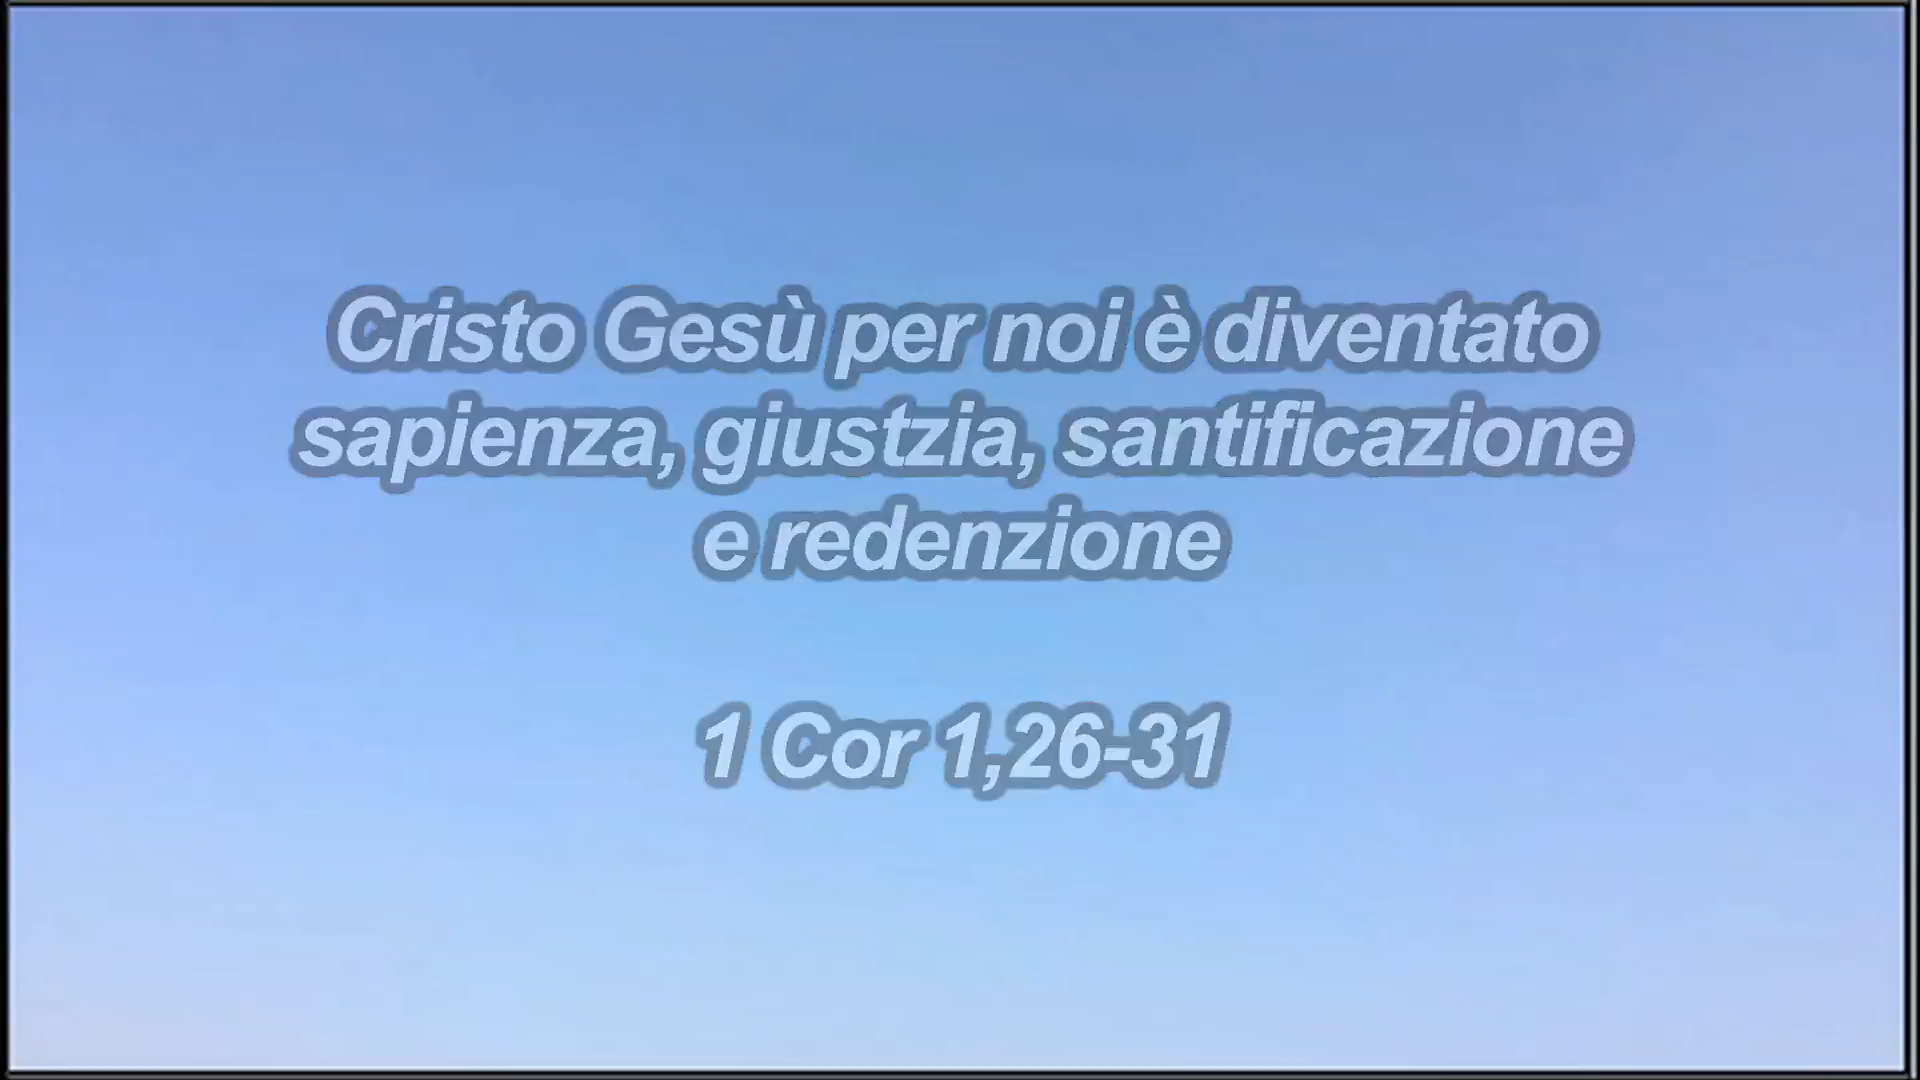 Cristo Gesù per noi è diventato
sapienza, giustzia, santificazione
e redenzione
1 Cor 1,26-31